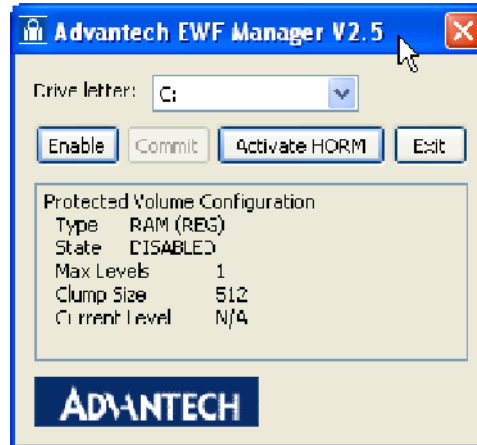 Advantech EWF Manager V2.5
Drive letter: C:
Enable Commit Activate HORM Exit
Protected Volume Configuration
Type RAM (REG)
State DISABLED
Max Levels 1
Clump Size 512
Current Level N/A
ADVANTECH